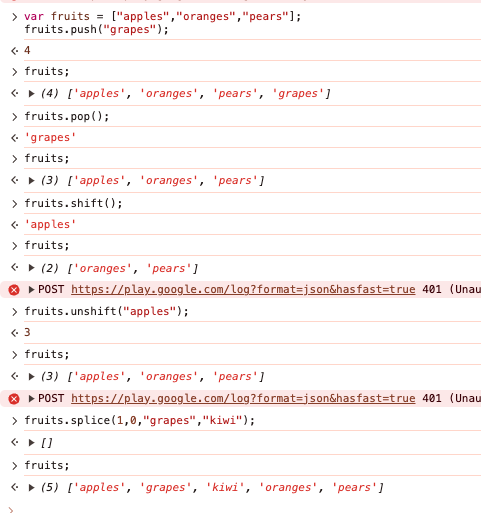 > var fruits = ["apples","oranges","pears"];
fruits.push("grapes");
<· 4
> fruits;
<· ▶ (4) ['apples', 'oranges', 'pears', 'grapes']
> fruits.pop();
<· 'grapes'
> fruits;
<· ▶ (3) ['apples', 'oranges', 'pears']
> fruits.shift();
<· 'apples'
> fruits;
<· ▶ (2) ['oranges', 'pears']
▶ POST https://play.google.com/log?format=json&hasfast=true 401 (Unau
> fruits.unshift("apples");
<· 3
> fruits;
<· ▶ (3) ['apples', 'oranges', 'pears']
▶ POST https://play.google.com/log?format=json&hasfast=true 401 (Unau
> fruits.splice(1,0,"grapes","kiwi");
<· ▶ []
> fruits;
<· ▶ (5) ['apples', 'grapes', 'kiwi', 'oranges', 'pears']
>